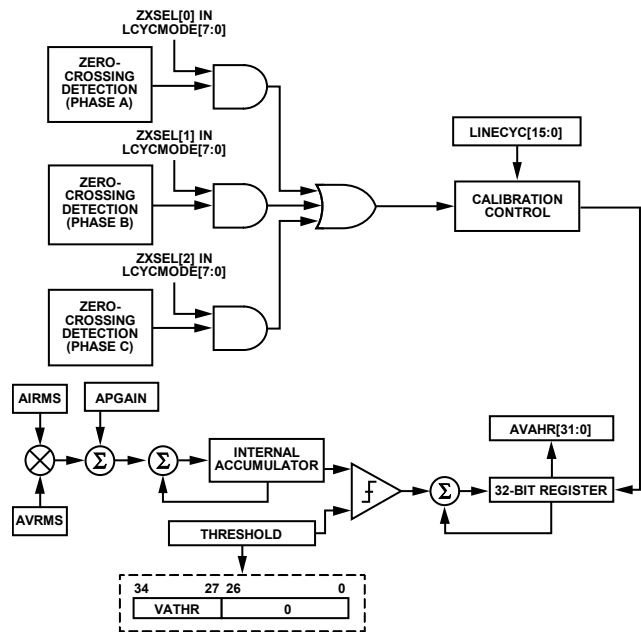 ZXSEL[0] IN
LCYCMODE[7:0]
ZERO-
CROSSING
DETECTION
(PHASE A)
ZXSEL[1] IN
LCYCMODE[7:0]
ZERO-
CROSSING
DETECTION
(PHASE B)
ZXSEL[2] IN
LCYCMODE[7:0]
ZERO-
CROSSING
DETECTION
(PHASE C)
LINECYC[15:0]
CALIBRATION
CONTROL
AIRMS
APGAIN
AVRMS
Σ
Σ
INTERNAL
ACCUMULATOR
THRESHOLD
Σ
AVAHR[31:0]
32-BIT REGISTER
34 27 26 0
VATHR 0